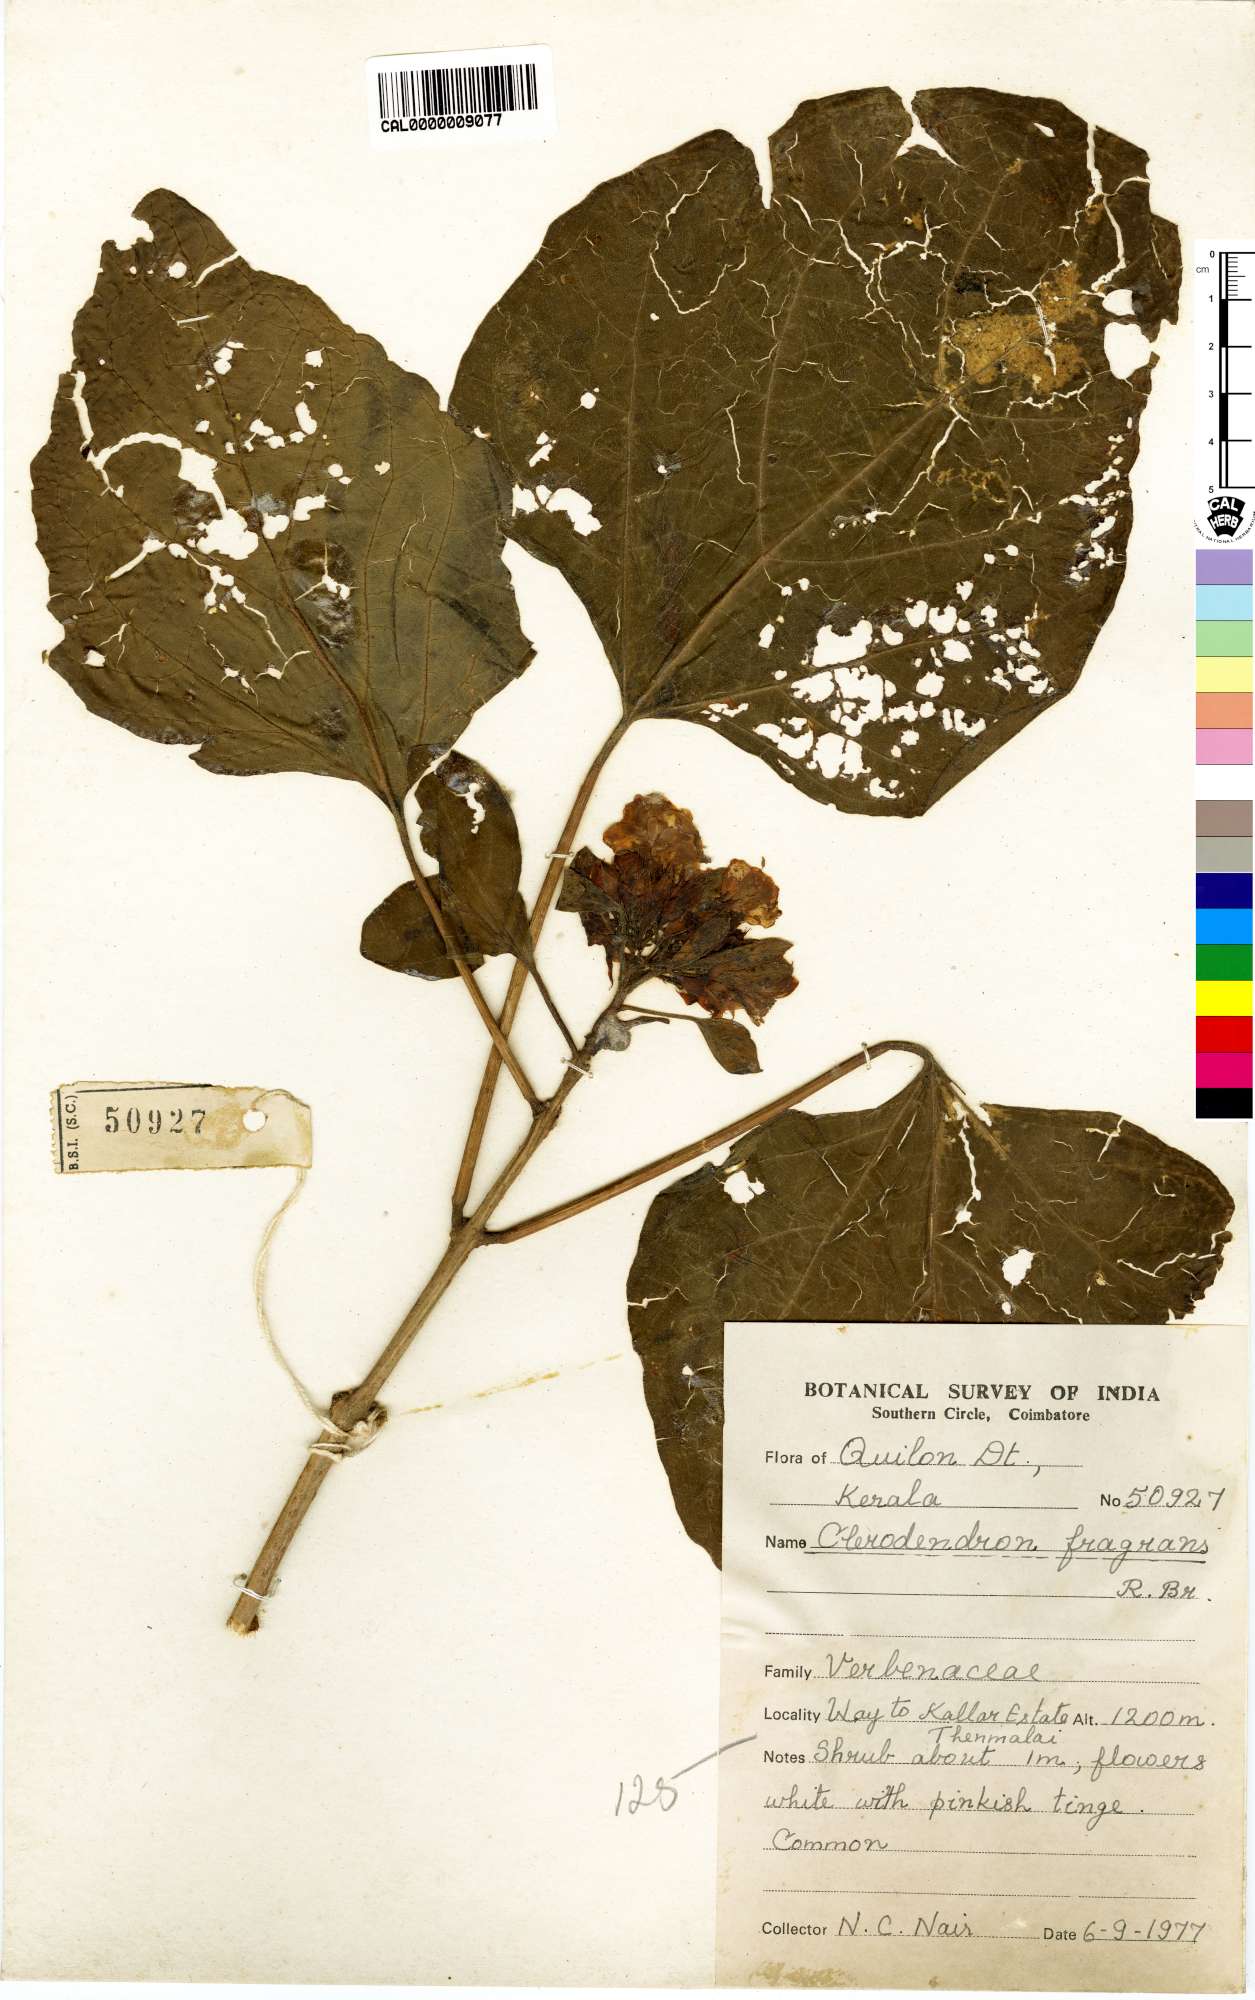 CAL0000009077
0
cm
1
2
3
4
5
CAL
HERB
B.S.I. (S.C.)
50927
BOTANICAL SURVEY OF INDIA
Southern Circle, Coimbatore
Flora of Quilon Dt.,
Kerala No 50927
Name Clerodendron fragrans
R. Br.
Family Verbenaceae
Locality Way to Kallar Estate Alt. 1200m.
Thenmalai
Notes Shrub about 1m, flowers
white with pinkish tinge.
Common
Collector N. C. Nair Date 6-9-1977
125